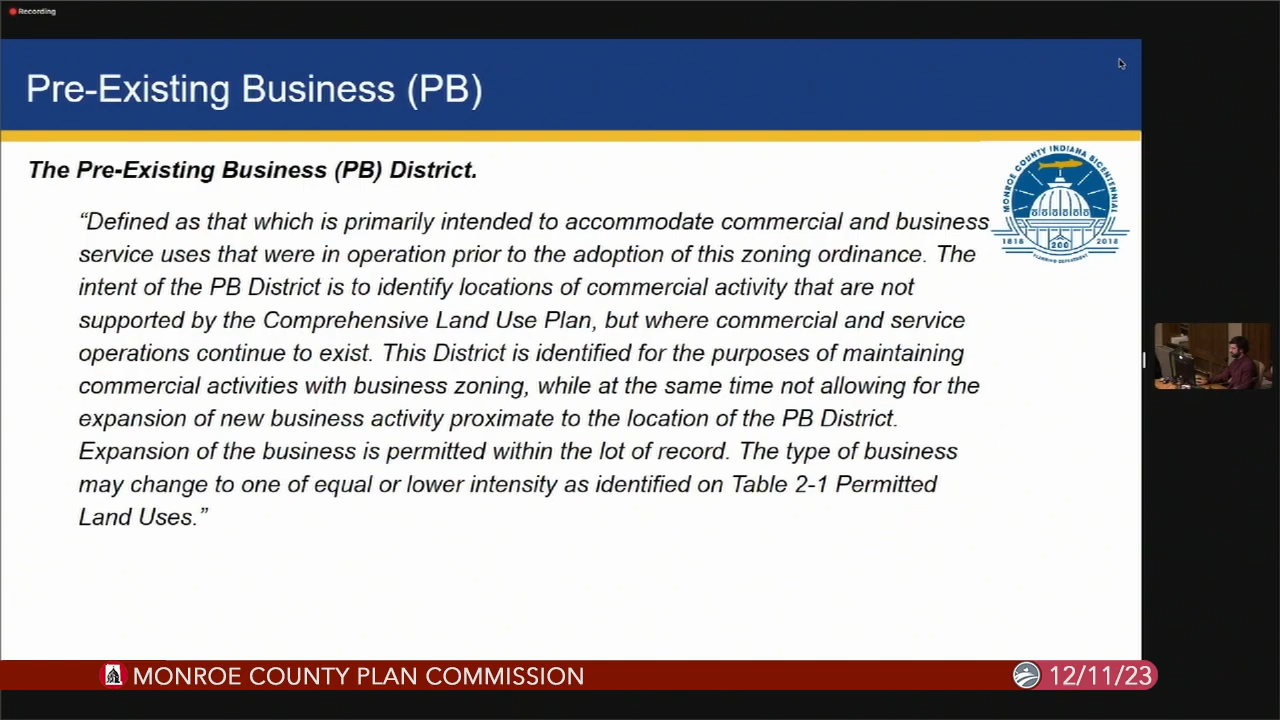 Recording
Pre-Existing Business (PB)
The Pre-Existing Business (PB) District.
“Defined as that which is primarily intended to accommodate commercial and business
service uses that were in operation prior to the adoption of this zoning ordinance. The
intent of the PB District is to identify locations of commercial activity that are not
supported by the Comprehensive Land Use Plan, but where commercial and service
operations continue to exist. This District is identified for the purposes of maintaining
commercial activities with business zoning, while at the same time not allowing for the
expansion of new business activity proximate to the location of the PB District.
Expansion of the business is permitted within the lot of record. The type of business
may change to one of equal or lower intensity as identified on Table 2-1 Permitted
Land Uses.”
MONROE COUNTY INDIANA BICENTENNIAL
1818 200 2018
PLANNING DEPARTMENT
MONROE COUNTY PLAN COMMISSION
12/11/23